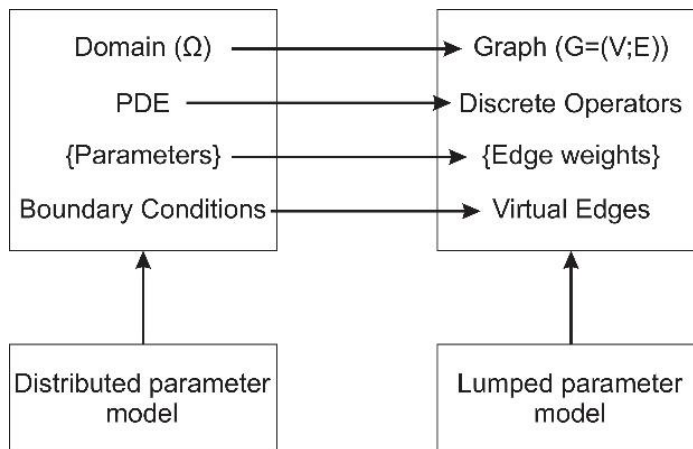 Domain (Ω)
Graph (G=(V;E))
PDE
Discrete Operators
{Parameters}
{Edge weights}
Boundary Conditions
Virtual Edges
Distributed parameter
model
Lumped parameter
model